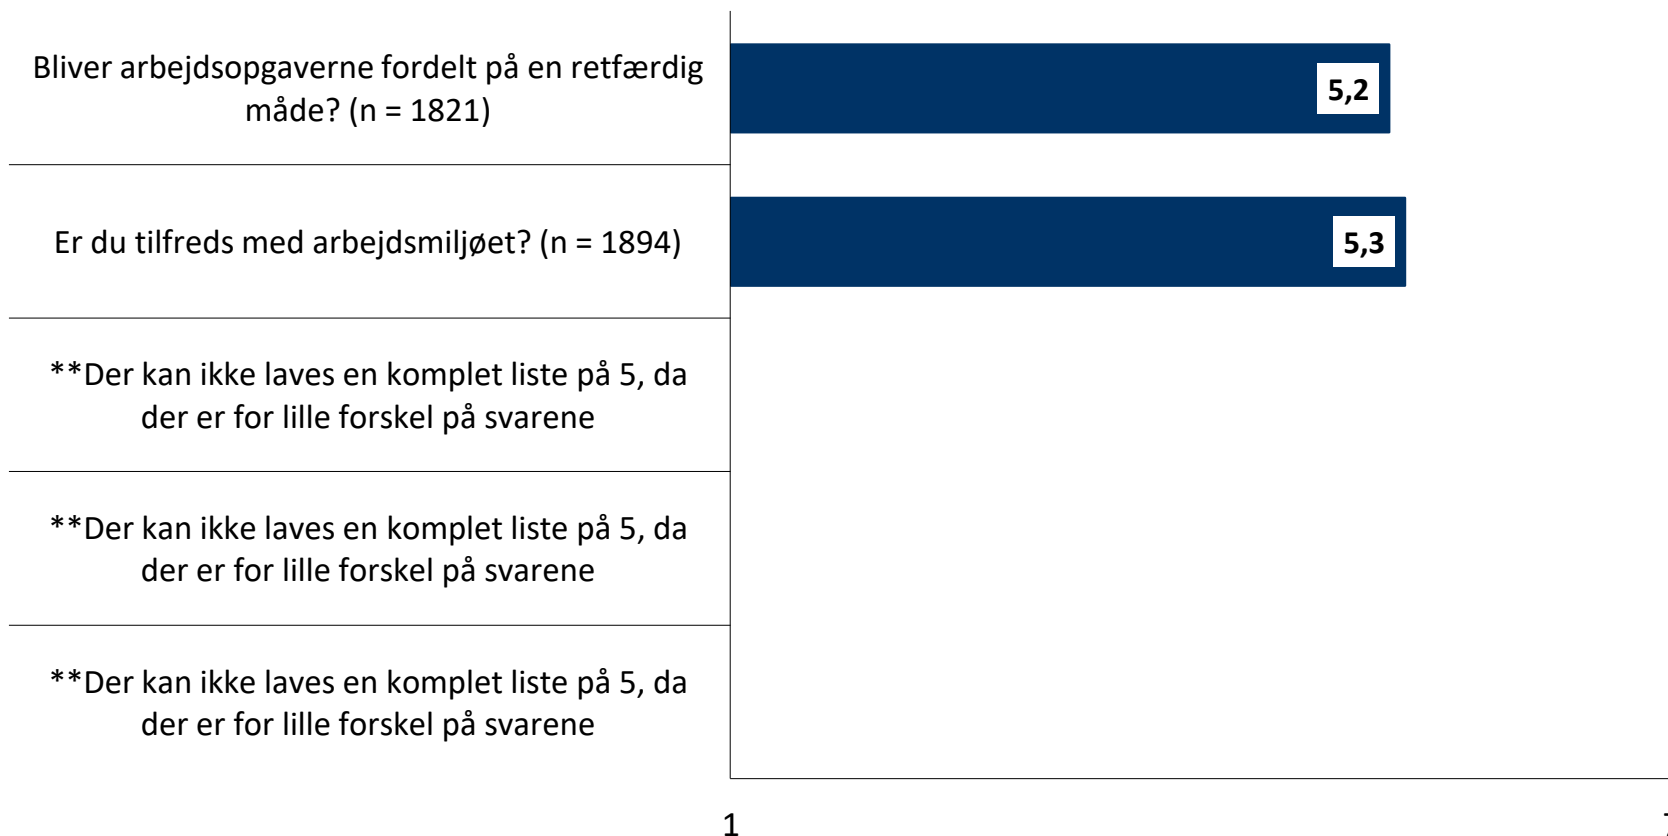 Bliver arbejdsopgaverne fordelt på en retfærdig
måde? (n = 1821)
5,2
Er du tilfreds med arbejdsmiljøet? (n = 1894)
5,3
**Der kan ikke laves en komplet liste på 5, da
der er for lille forskel på svarene
**Der kan ikke laves en komplet liste på 5, da
der er for lille forskel på svarene
**Der kan ikke laves en komplet liste på 5, da
der er for lille forskel på svarene
1